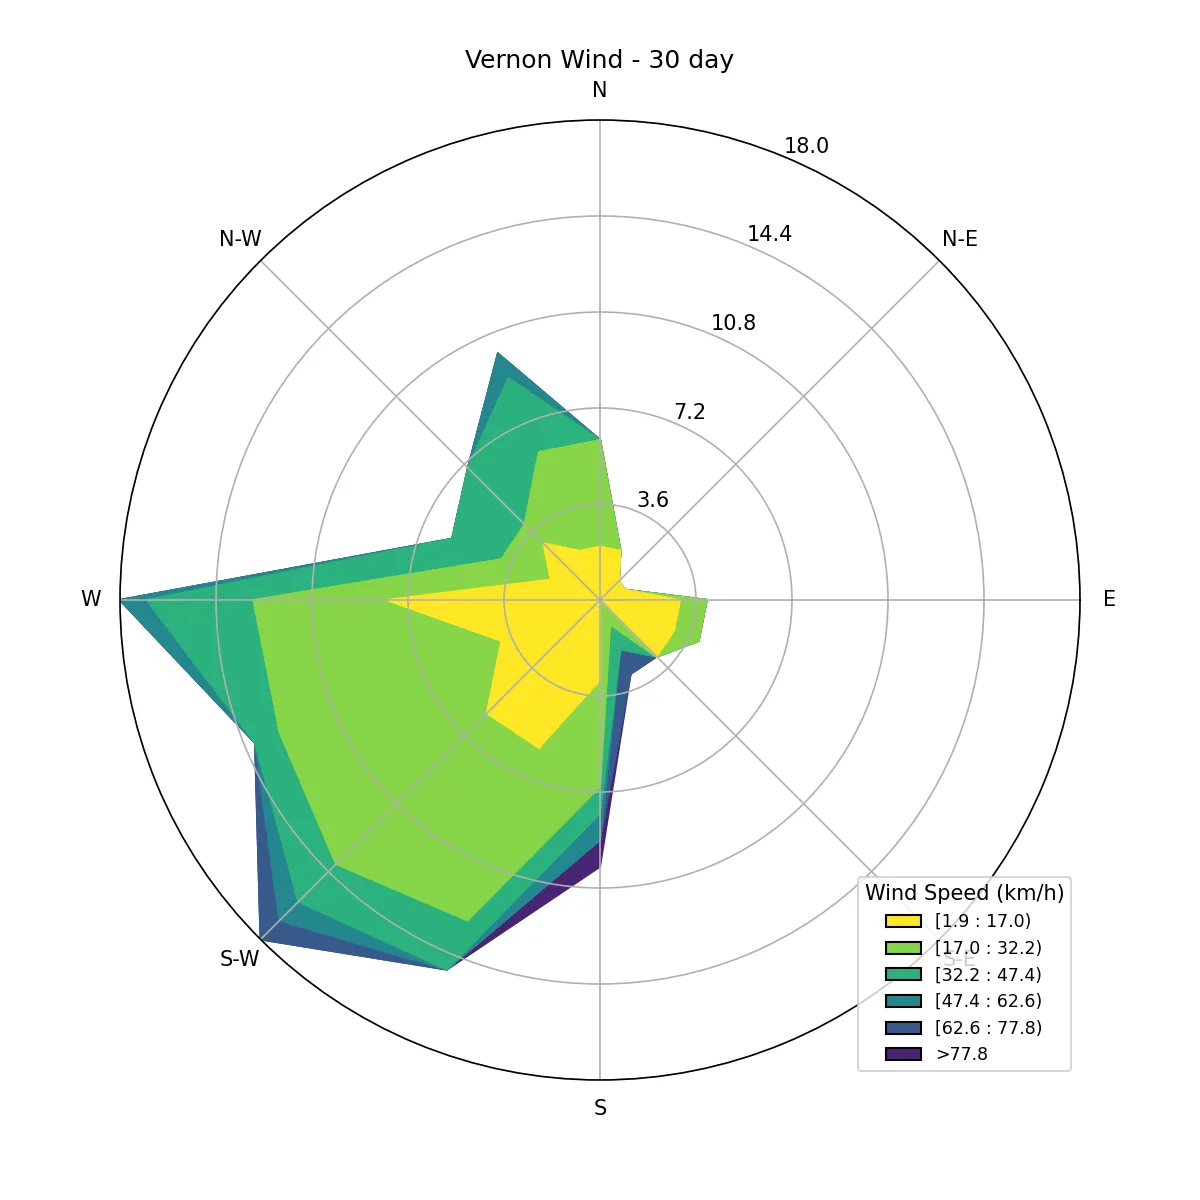 Vernon Wind - 30 day
N
18.0
14.4
N-W
N-E
10.8
7.2
3.6
W
E
S-W
S-E
S
Wind Speed (km/h)
[1.9 : 17.0)
[17.0 : 32.2)
[32.2 : 47.4)
[47.4 : 62.6)
[62.6 : 77.8)
>77.8